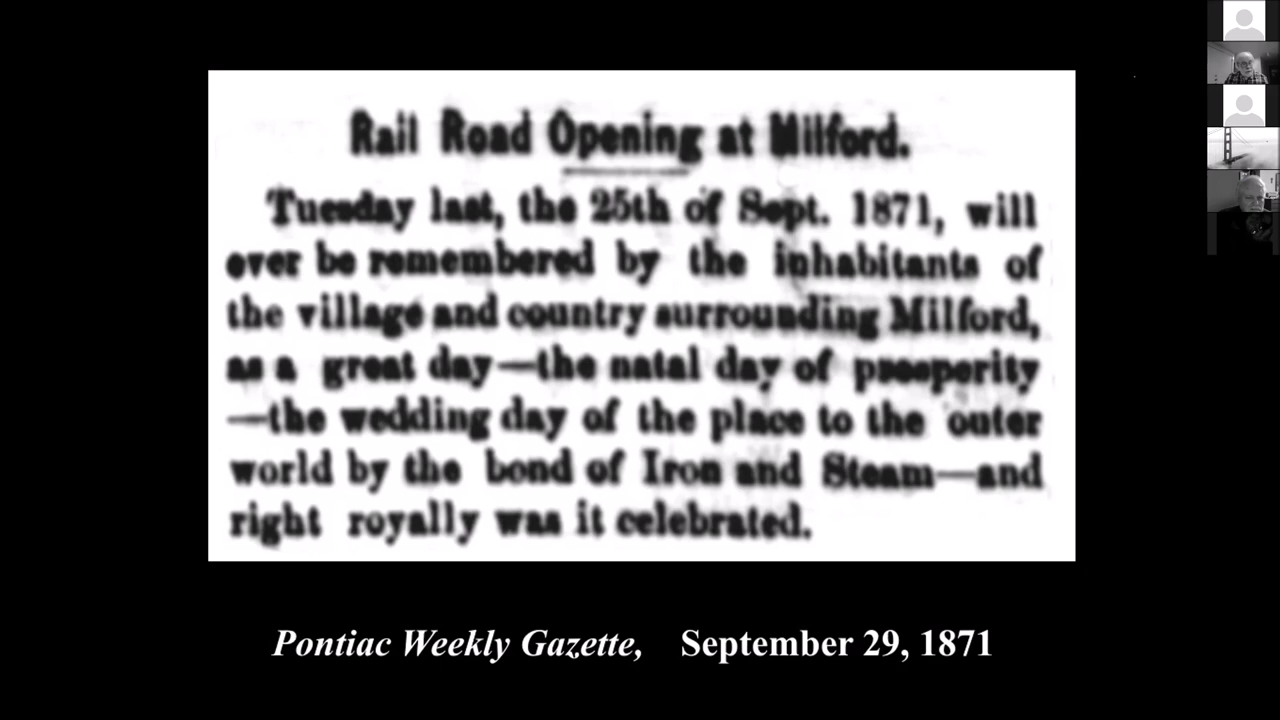 Rail Road Opening at Milford.
Tuesday last, the 25th of Sept. 1871, will
ever be remembered by the inhabitants of
the village and country surrounding Milford,
as a great day—the natal day of prosperity
—the wedding day of the place to the outer
world by the bond of Iron and Steam—and
right royally was it celebrated.
Pontiac Weekly Gazette, September 29, 1871